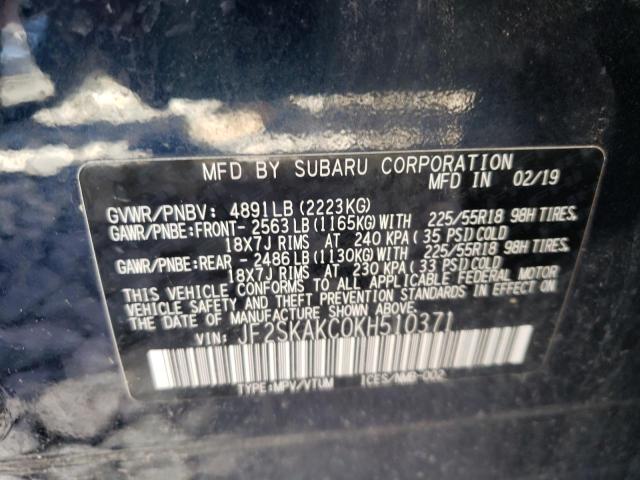 MFD BY SUBARU CORPORATION
MFD IN 02/19
GVWR/PNBV: 4891LB (2223KG)
GAWR/PNBE:FRONT- 2563LB (1165KG) WITH 225/55R18 98H TIRES,
18X7J RIMS AT 240 KPA (35 PSI) COLD
GAWR/PNBE:REAR - 2486LB (1130KG) WITH 225/55R18 98H TIRES,
18X7J RIMS AT 230 KPA (33 PSI) COLD
THIS VEHICLE CONFORMS TO ALL APPLICABLE FEDERAL MOTOR
VEHICLE SAFETY AND THEFT PREVENTION STANDARDS IN EFFECT ON
THE DATE OF MANUFACTURE SHOWN ABOVE.
VIN: JF2SKAKC0KH510371
TYPE:MPV/VTUM ICES/NMB-002